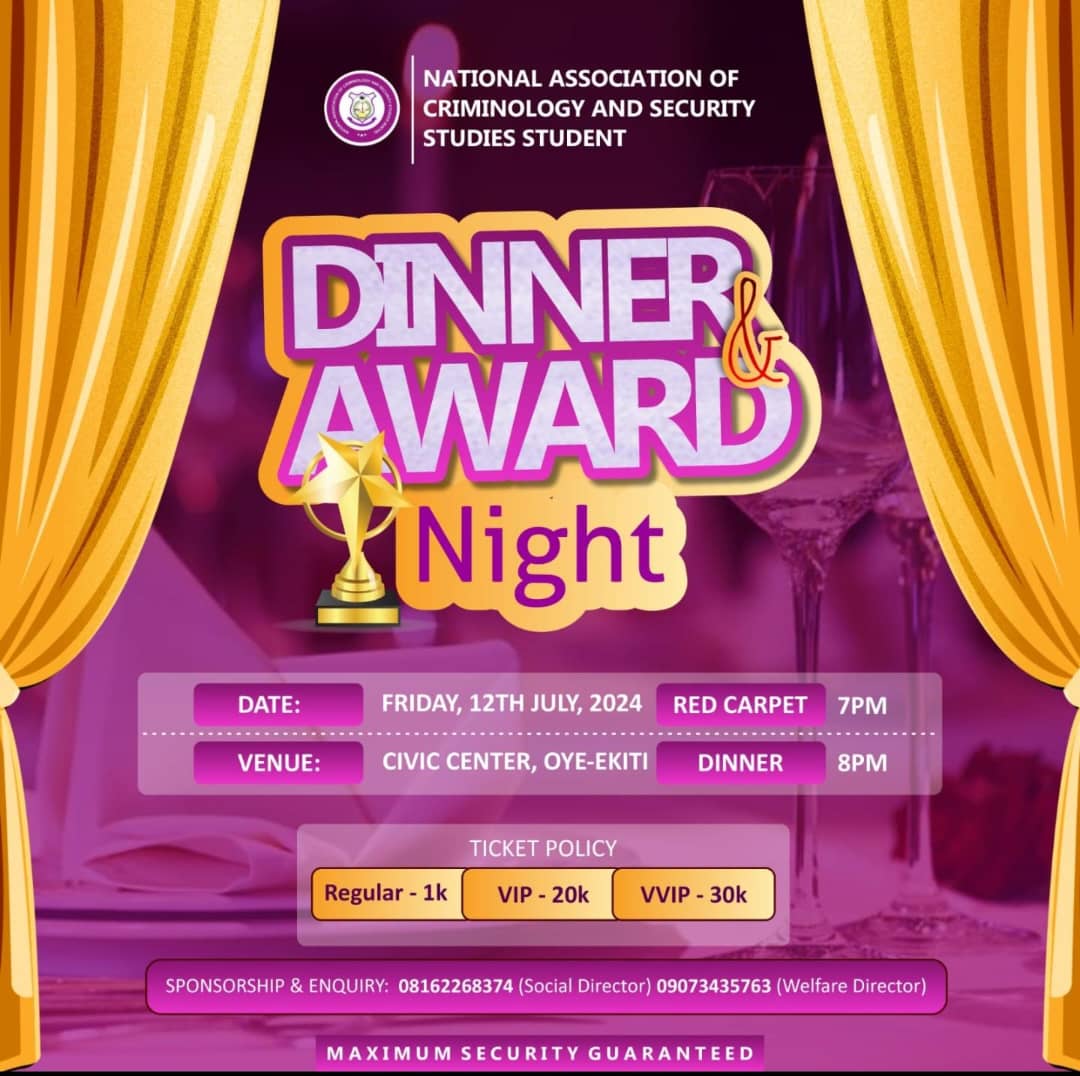 NATIONAL ASSOCIATION OF
CRIMINOLOGY AND SECURITY
STUDIES STUDENT
DINNER
&
AWARD
Night
DATE: FRIDAY, 12TH JULY, 2024 RED CARPET 7PM
VENUE: CIVIC CENTER, OYE-EKITI DINNER 8PM
TICKET POLICY
Regular - 1k VIP - 20k VVIP - 30k
SPONSORSHIP & ENQUIRY: 08162268374 (Social Director) 09073435763 (Welfare Director)
MAXIMUM SECURITY GUARANTEED